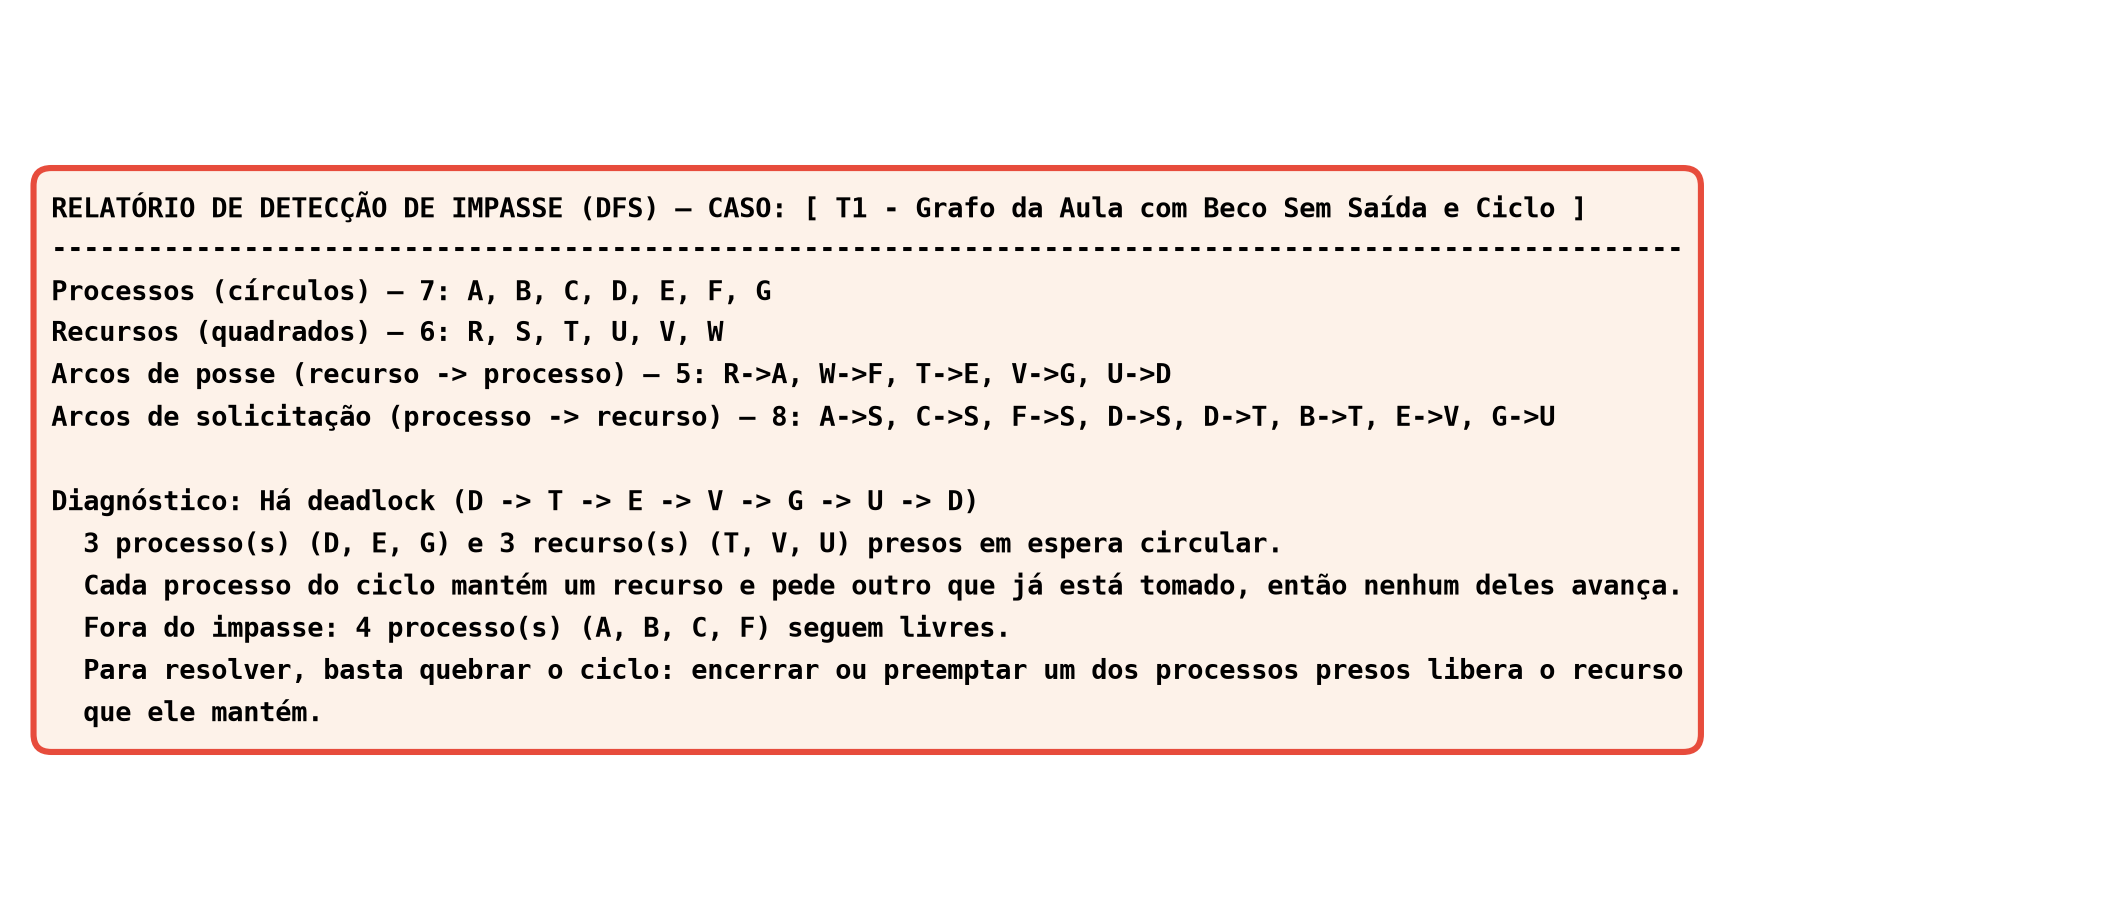 RELATÓRIO DE DETECÇÃO DE IMPASSE (DFS) — CASO: [ T1 - Grafo da Aula com Beco Sem Saída e Ciclo ]
------------------------------------------------------------------------------------------------------
Processos (círculos) — 7: A, B, C, D, E, F, G
Recursos (quadrados) — 6: R, S, T, U, V, W
Arcos de posse (recurso -> processo) — 5: R->A, W->F, T->E, V->G, U->D
Arcos de solicitação (processo -> recurso) — 8: A->S, C->S, F->S, D->S, D->T, B->T, E->V, G->U
Diagnóstico: Há deadlock (D -> T -> E -> V -> G -> U -> D)
3 processo(s) (D, E, G) e 3 recurso(s) (T, V, U) presos em espera circular.
Cada processo do ciclo mantém um recurso e pede outro que já está tomado, então nenhum deles avança.
Fora do impasse: 4 processo(s) (A, B, C, F) seguem livres.
Para resolver, basta quebrar o ciclo: encerrar ou preemptar um dos processos presos libera o recurso
que ele mantém.